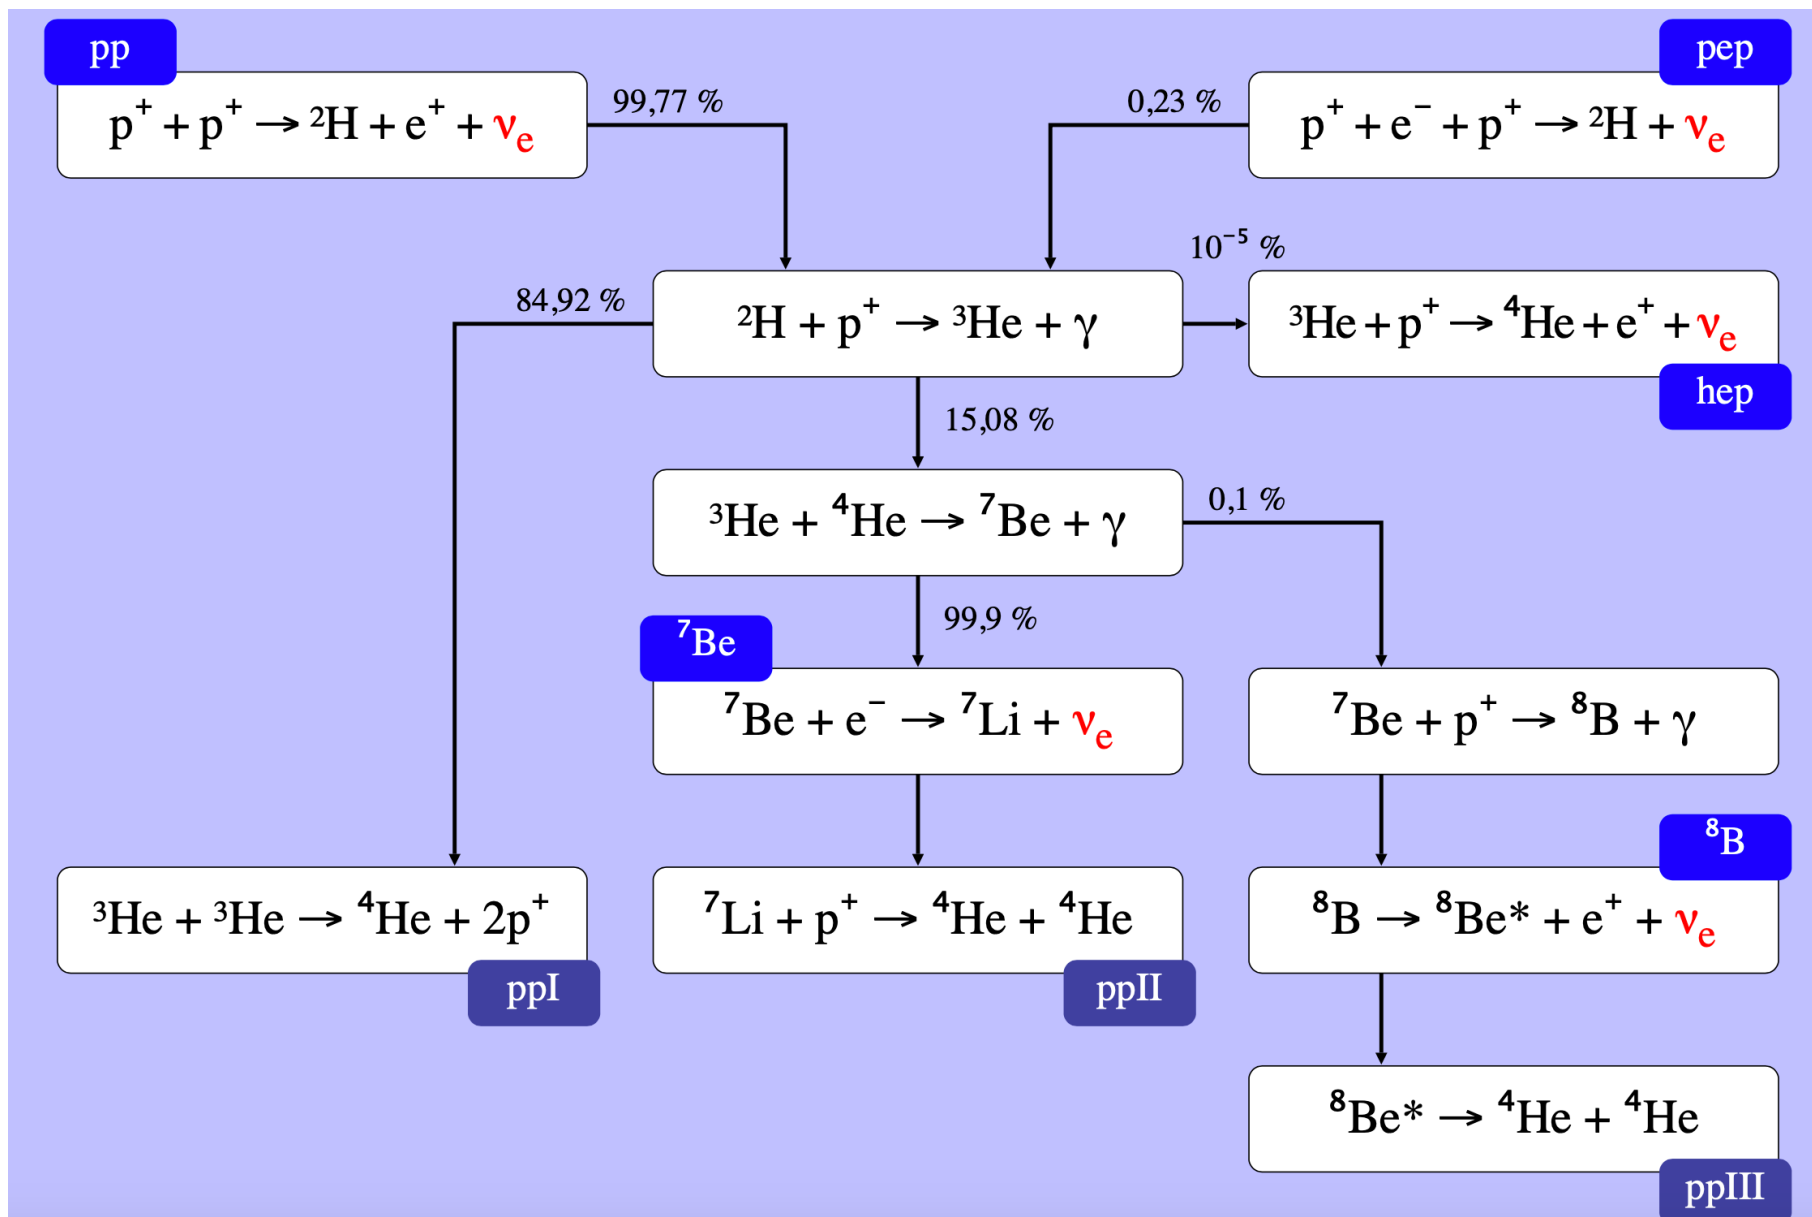 pp
pep
p⁺ + p⁺ → ²H + e⁺ + νₑ
99,77 %
0,23 %
p⁺ + e⁻ + p⁺ → ²H + νₑ
10⁻⁵ %
84,92 %
²H + p⁺ → ³He + γ
³He + p⁺ → ⁴He + e⁺ + νₑ
hep
15,08 %
³He + ⁴He → ⁷Be + γ
0,1 %
99,9 %
⁷Be
⁷Be + e⁻ → ⁷Li + νₑ
⁷Be + p⁺ → ⁸B + γ
⁸B
³He + ³He → ⁴He + 2p⁺
⁷Li + p⁺ → ⁴He + ⁴He
⁸B → ⁸Be* + e⁺ + νₑ
ppI
ppII
⁸Be* → ⁴He + ⁴He
ppIII